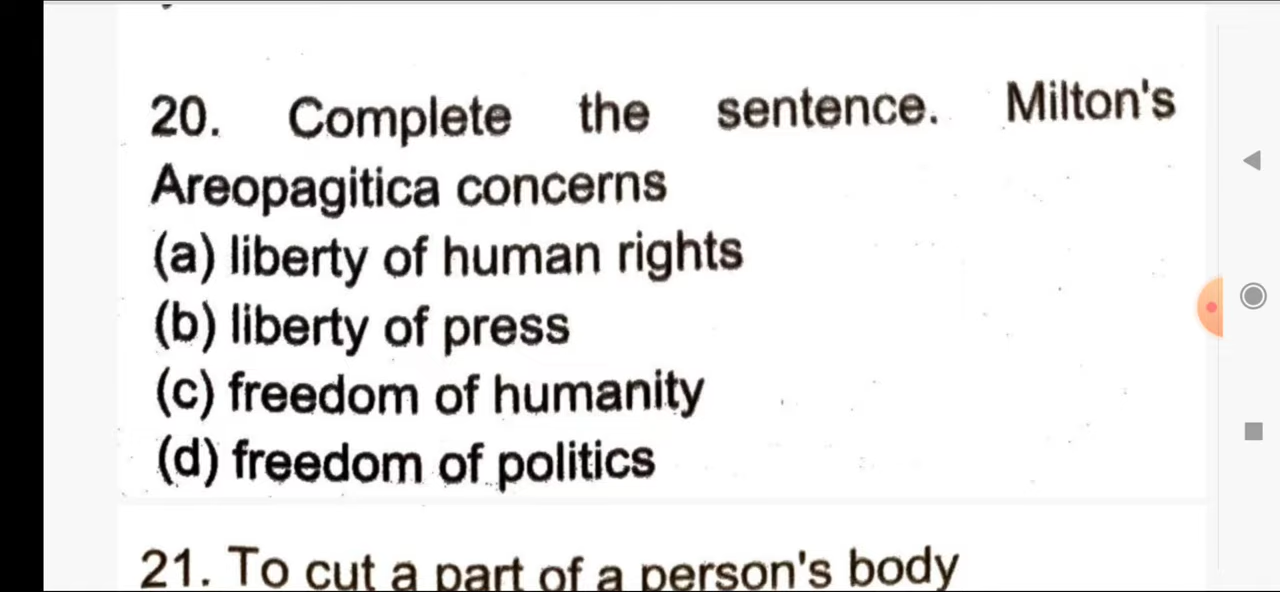 20. Complete the sentence. Milton's
Areopagitica concerns
(a) liberty of human rights
(b) liberty of press
(c) freedom of humanity
(d) freedom of politics
21. To cut a part of a person's body